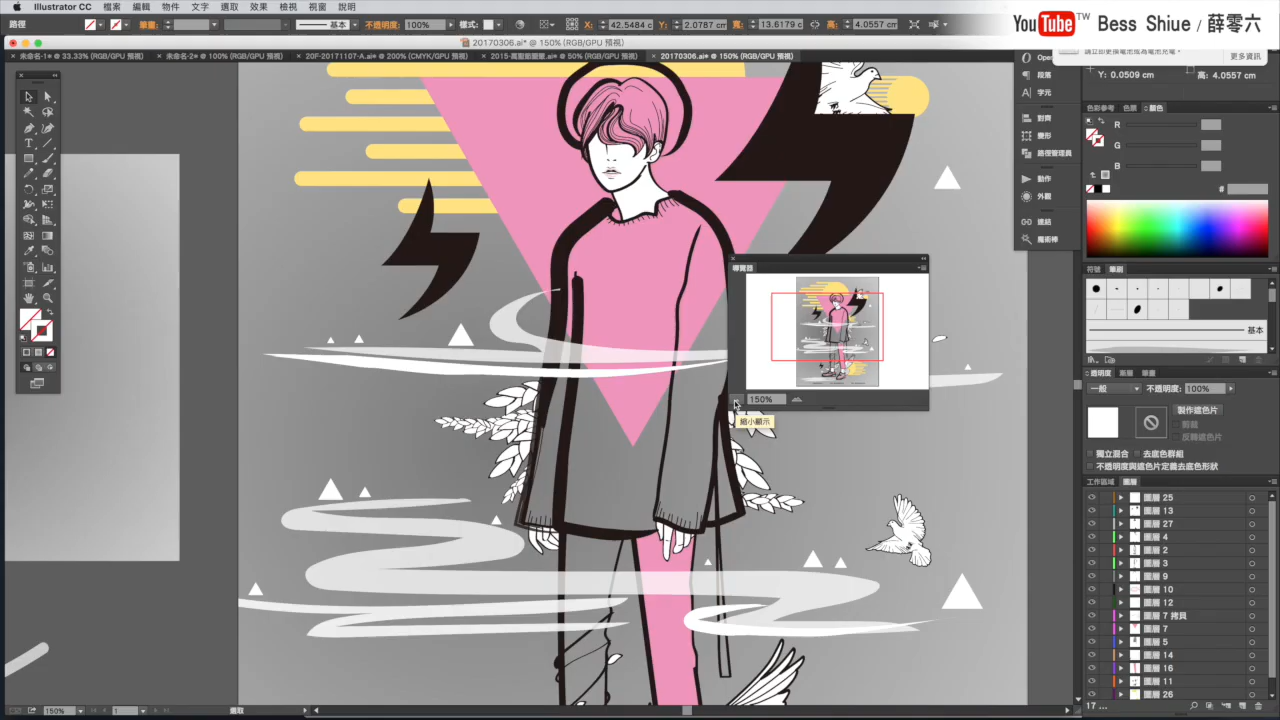 Illustrator CC 檔案 編輯 物件 文字 選取 效果 檢視 視窗 說明
YouTube TW Bess Shiue / 薛零六
路徑 筆畫: 基本 不透明度: 100% 樣式: X: 42.5484 c Y: 2.0787 cm 寬: 13.6179 c 高: 4.0557 cm
20170306.ai* @ 150% (RGB/GPU 預視)
未命名-1* @ 33.33% (RGB/GPU 預視) 未命名-2* @ 100% (RGB/GPU 預視) 20F-20171107-A.ai* @ 200% (CMYK/GPU 預視) @ 50% (RGB/GPU 預視) 20170306.ai* @ 150% (RGB/GPU 預視)
更多資訊
段落
字元
對齊
變形
路徑管理員
動作
外觀
連結
魔術棒
Y: 0.0509 cm 高: 4.0557 cm
色彩參考 色票 顏色
R
G
B
#
符號 筆刷
基本
透明度 漸層 筆畫
一般 不透明度: 100%
製作遮色片
剪裁
反轉遮色片
獨立混合 去底色群組
不透明度與遮色片定義去底色形狀
工作區域 圖層
圖層 25
圖層 13
圖層 27
圖層 4
圖層 2
圖層 3
圖層 9
圖層 10
圖層 12
圖層 7 拷貝
圖層 7
圖層 5
圖層 14
圖層 16
圖層 11
圖層 26
17 ...
導覽器
150%
縮小顯示
150% 1 選取